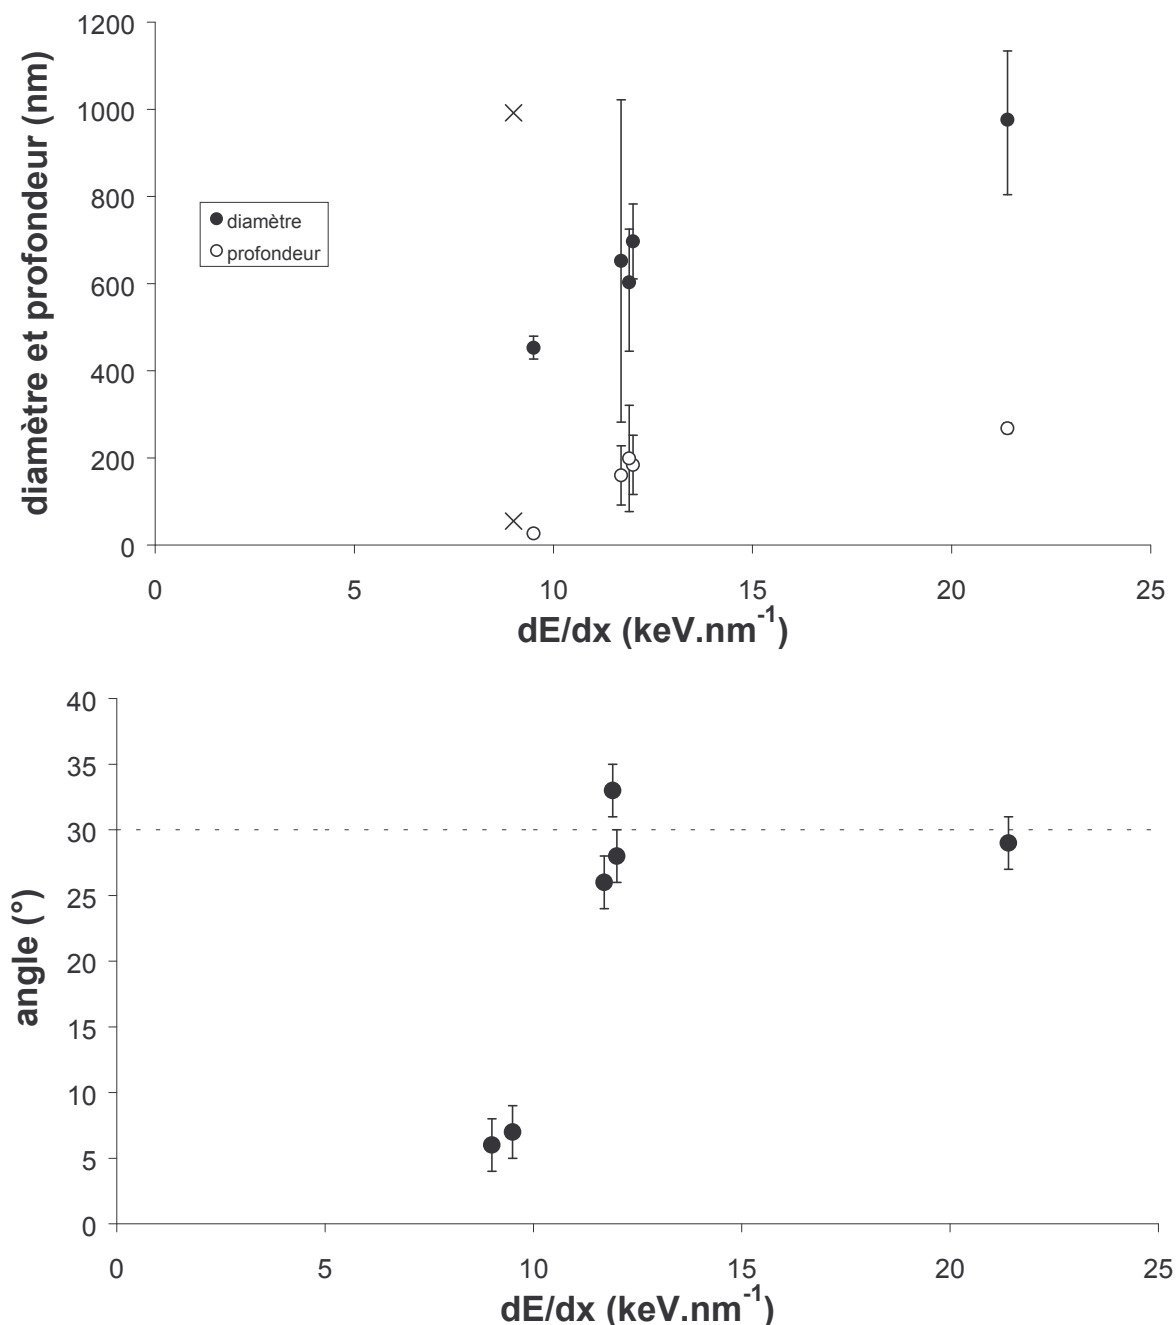 diamètre et profondeur (nm)
1200
1000
800
600
400
200
0
diamètre
profondeur
0 5 10 15 20 25
dE/dx (keV.nm⁻¹)
angle (°)
40
35
30
25
20
15
10
5
0
0 5 10 15 20 25
dE/dx (keV.nm⁻¹)